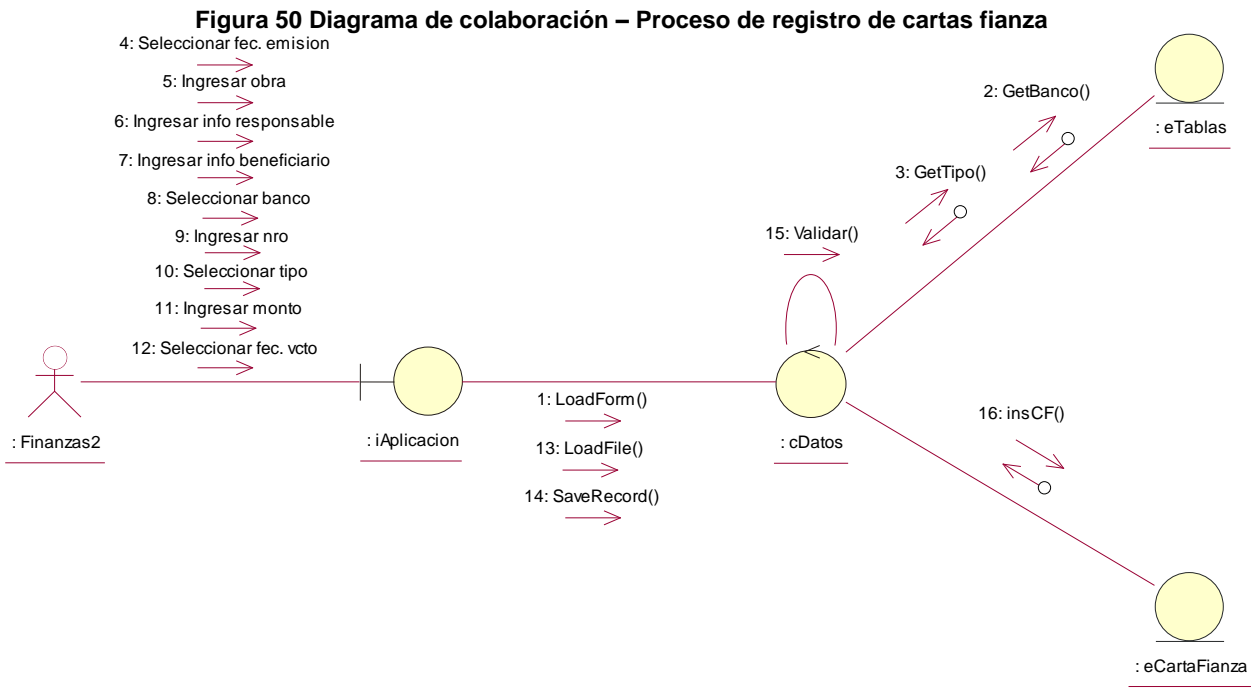 Figura 50 Diagrama de colaboración – Proceso de registro de cartas fianza
4: Seleccionar fec. emision
5: Ingresar obra
6: Ingresar info responsable
7: Ingresar info beneficiario
8: Seleccionar banco
9: Ingresar nro
10: Seleccionar tipo
11: Ingresar monto
12: Seleccionar fec. vcto
: Finanzas2
: iAplicacion
1: LoadForm()
13: LoadFile()
14: SaveRecord()
15: Validar()
: cDatos
2: GetBanco()
3: GetTipo()
: eTablas
16: insCF()
: eCartaFianza